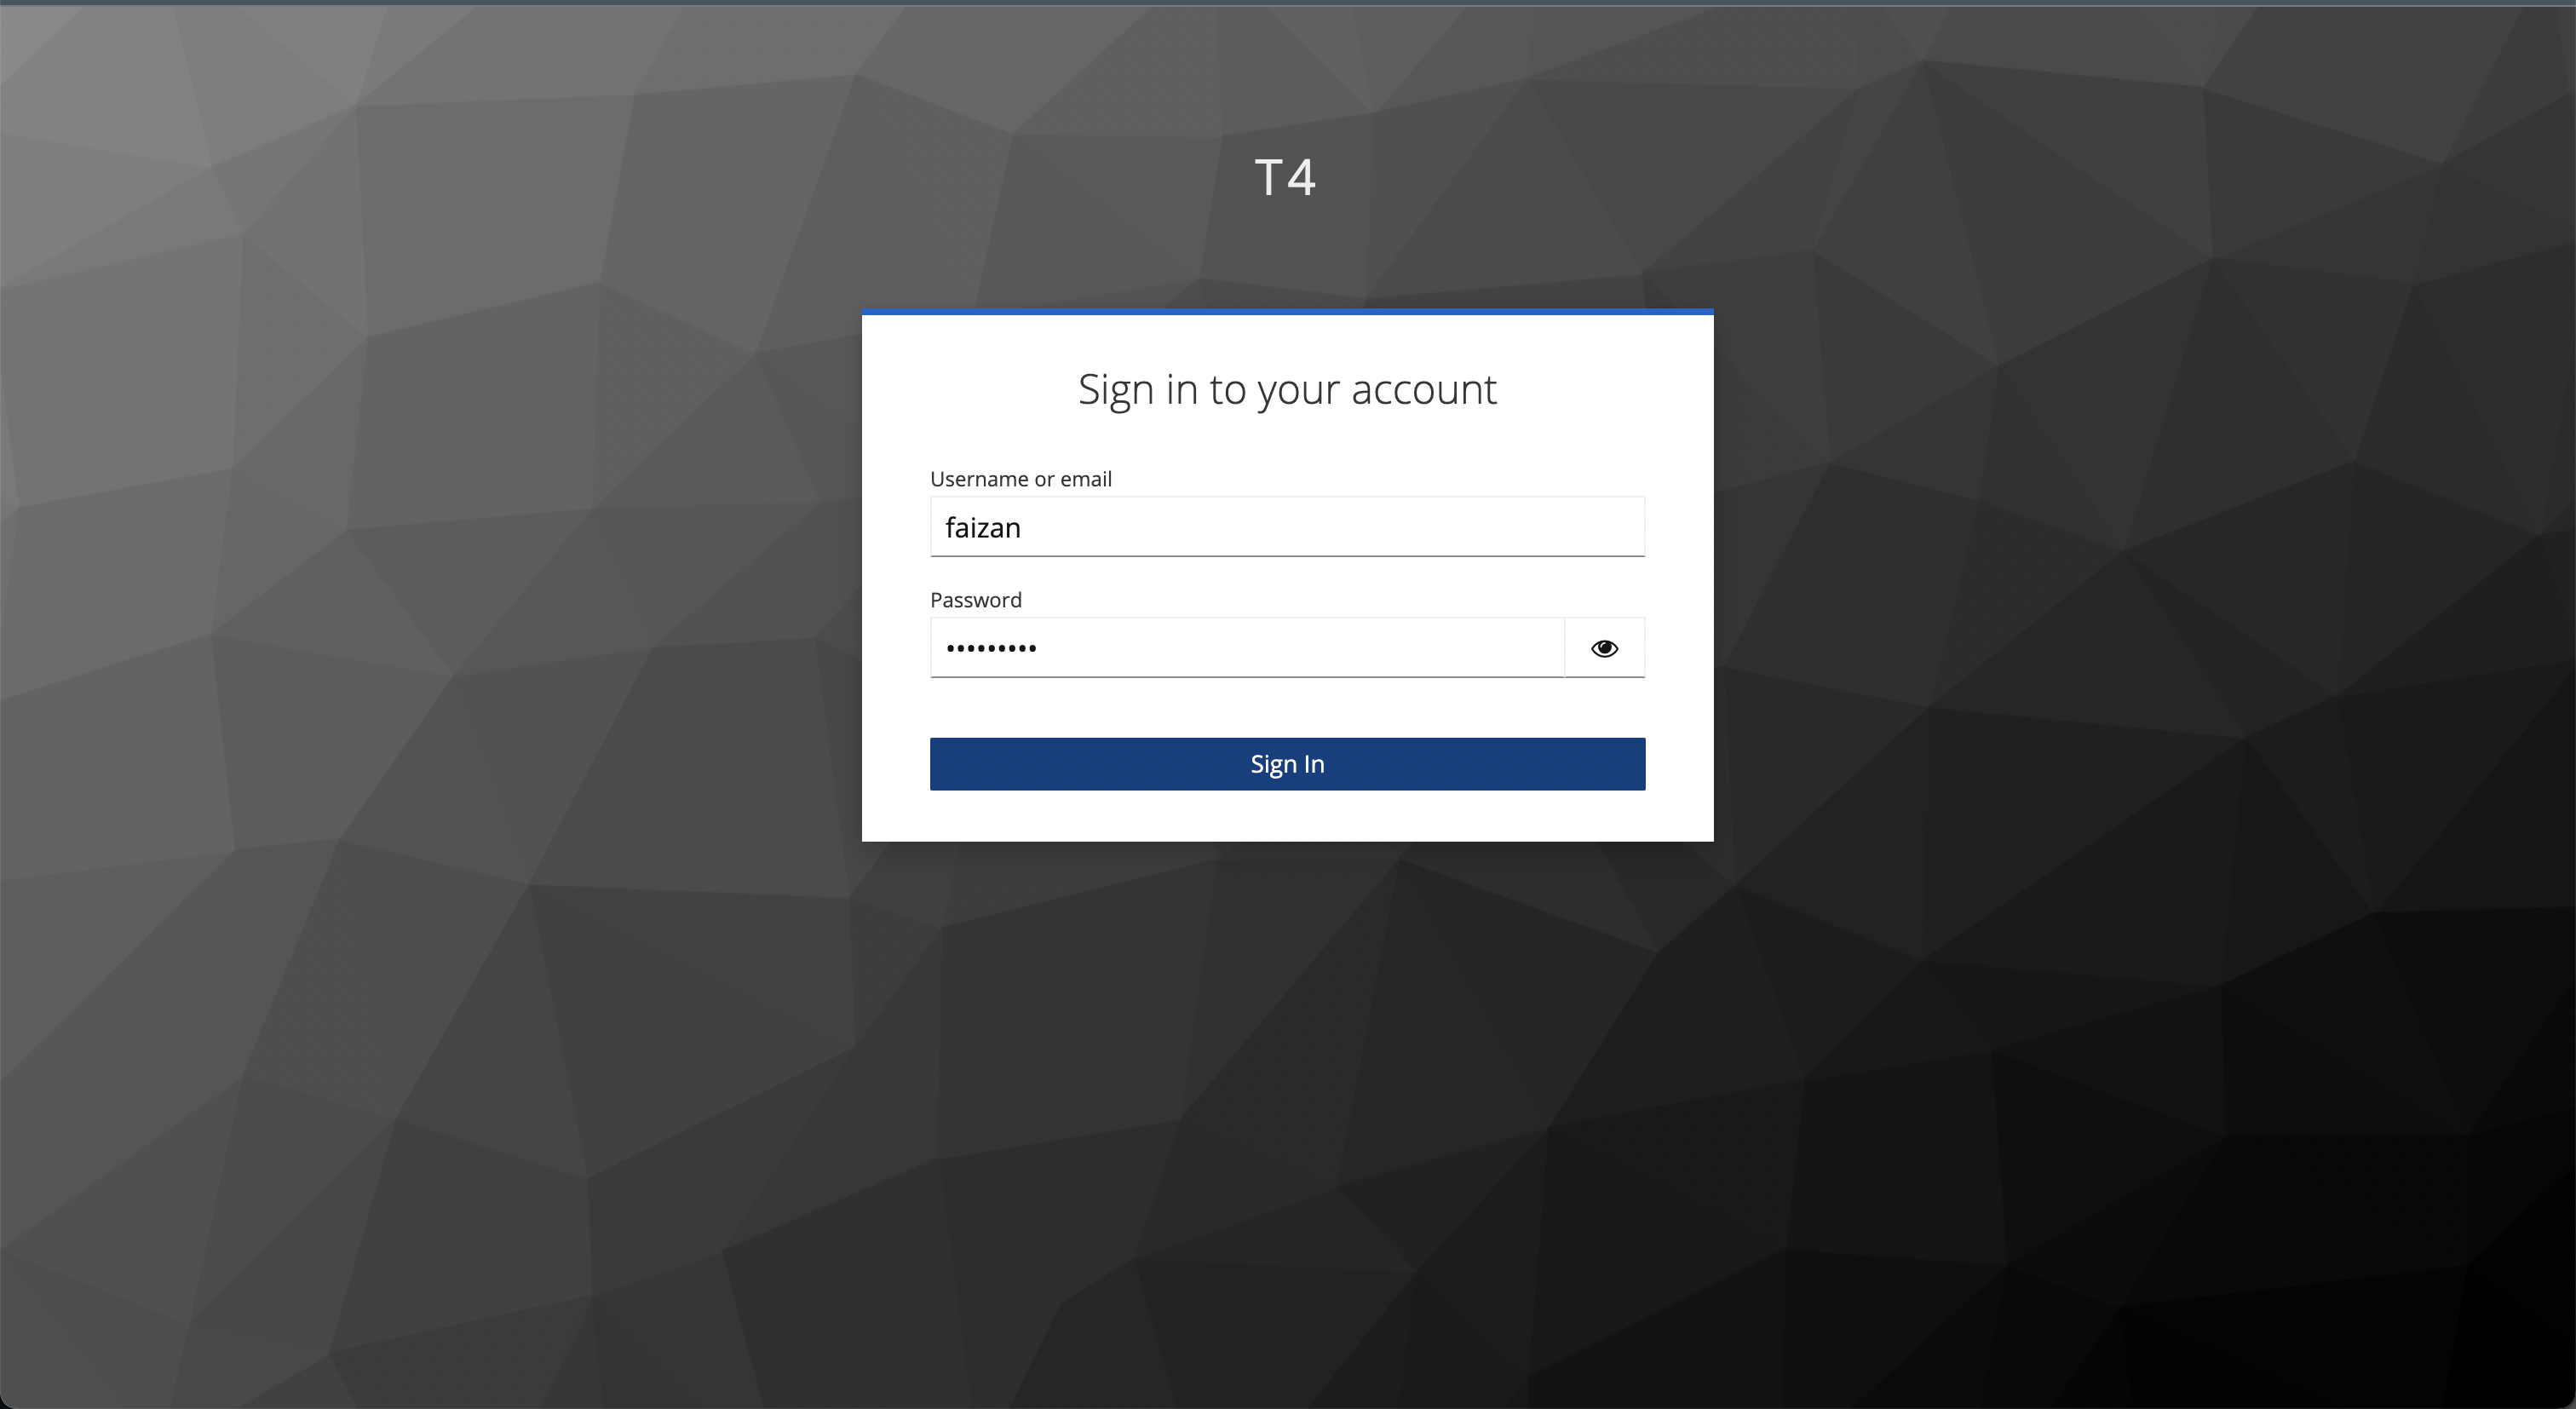 T4
Sign in to your account
Username or email
faizan
Password
•••••••••
Sign In